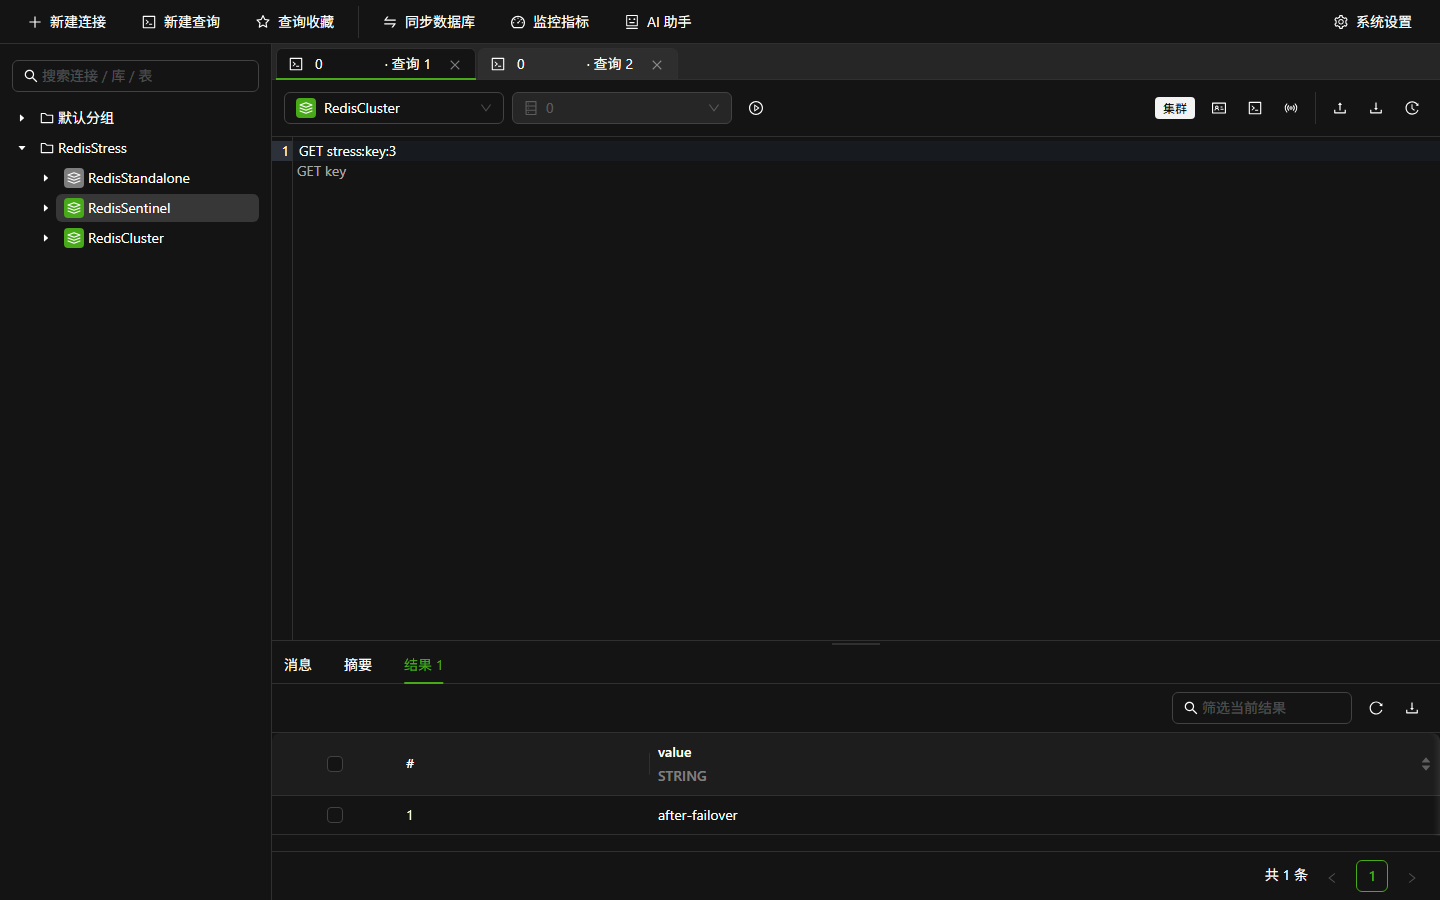 新建连接 新建查询 查询收藏 同步数据库 监控指标 AI 助手 系统设置
搜索连接 / 库 / 表
默认分组
RedisStress
RedisStandalone
RedisSentinel
RedisCluster
0 · 查询 1 0 · 查询 2
RedisCluster 0 集群
1 GET stress:key:3
GET key
消息 摘要 结果 1
筛选当前结果
# value
STRING
1 after-failover
共 1 条 1